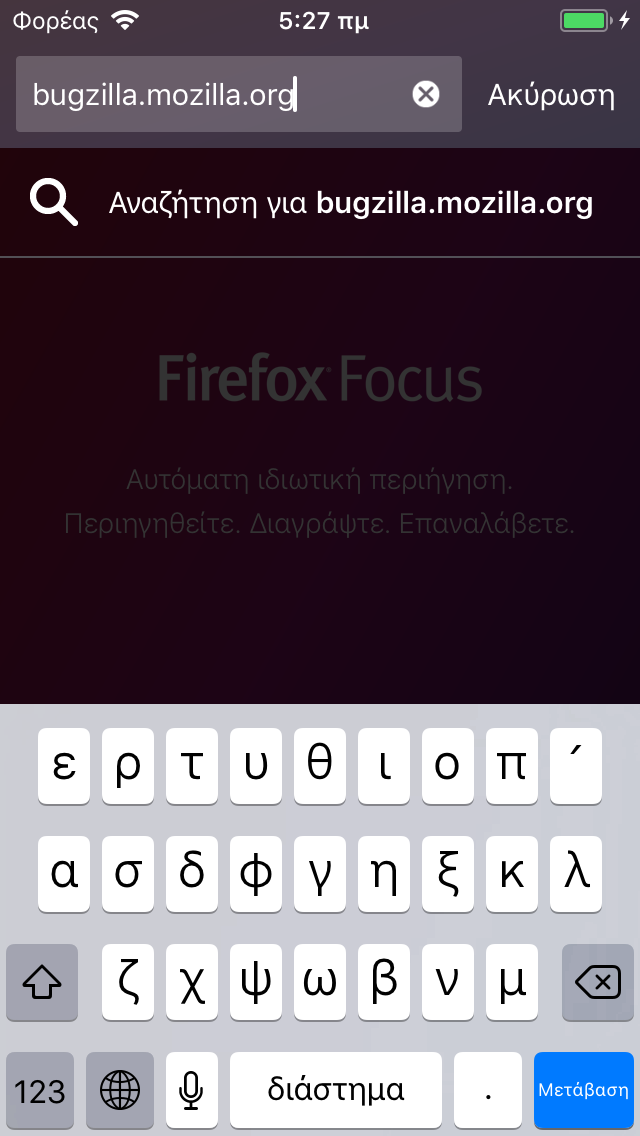 Φορέας 5:27 πμ
bugzilla.mozilla.org Ακύρωση
Αναζήτηση για bugzilla.mozilla.org
Firefox Focus
Αυτόματη ιδιωτική περιήγηση.
Περιηγηθείτε. Διαγράψτε. Επαναλάβετε.
ε ρ τ υ θ ι ο π ΄
α σ δ φ γ η ξ κ λ
ζ χ ψ ω β ν μ
123 διάστημα . Μετάβαση